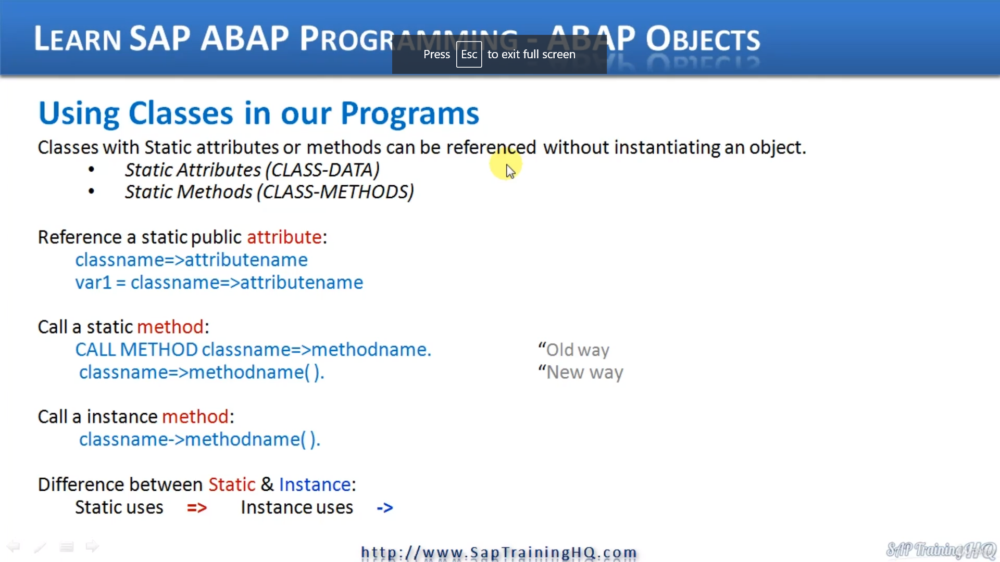 LEARN SAP ABAP PROGRAMMING - ABAP OBJECTS
Press Esc to exit full screen
Using Classes in our Programs
Classes with Static attributes or methods can be referenced without instantiating an object.
• Static Attributes (CLASS-DATA)
• Static Methods (CLASS-METHODS)
Reference a static public attribute:
classname=>attributename
var1 = classname=>attributename
Call a static method:
CALL METHOD classname=>methodname. “Old way
classname=>methodname( ). “New way
Call a instance method:
classname->methodname( ).
Difference between Static & Instance:
Static uses => Instance uses ->
http://www.SapTrainingHQ.com
SAP TrainingHQ